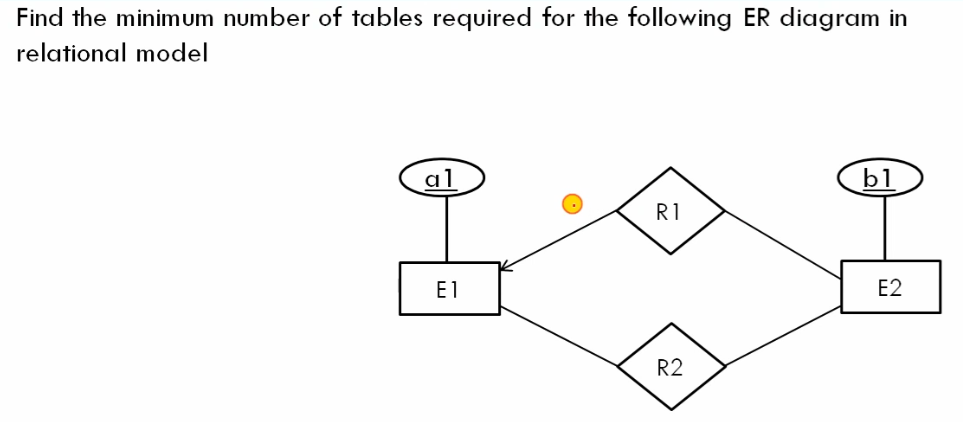 Find the minimum number of tables required for the following ER diagram in
relational model
a1
b1
R1
E1
E2
R2